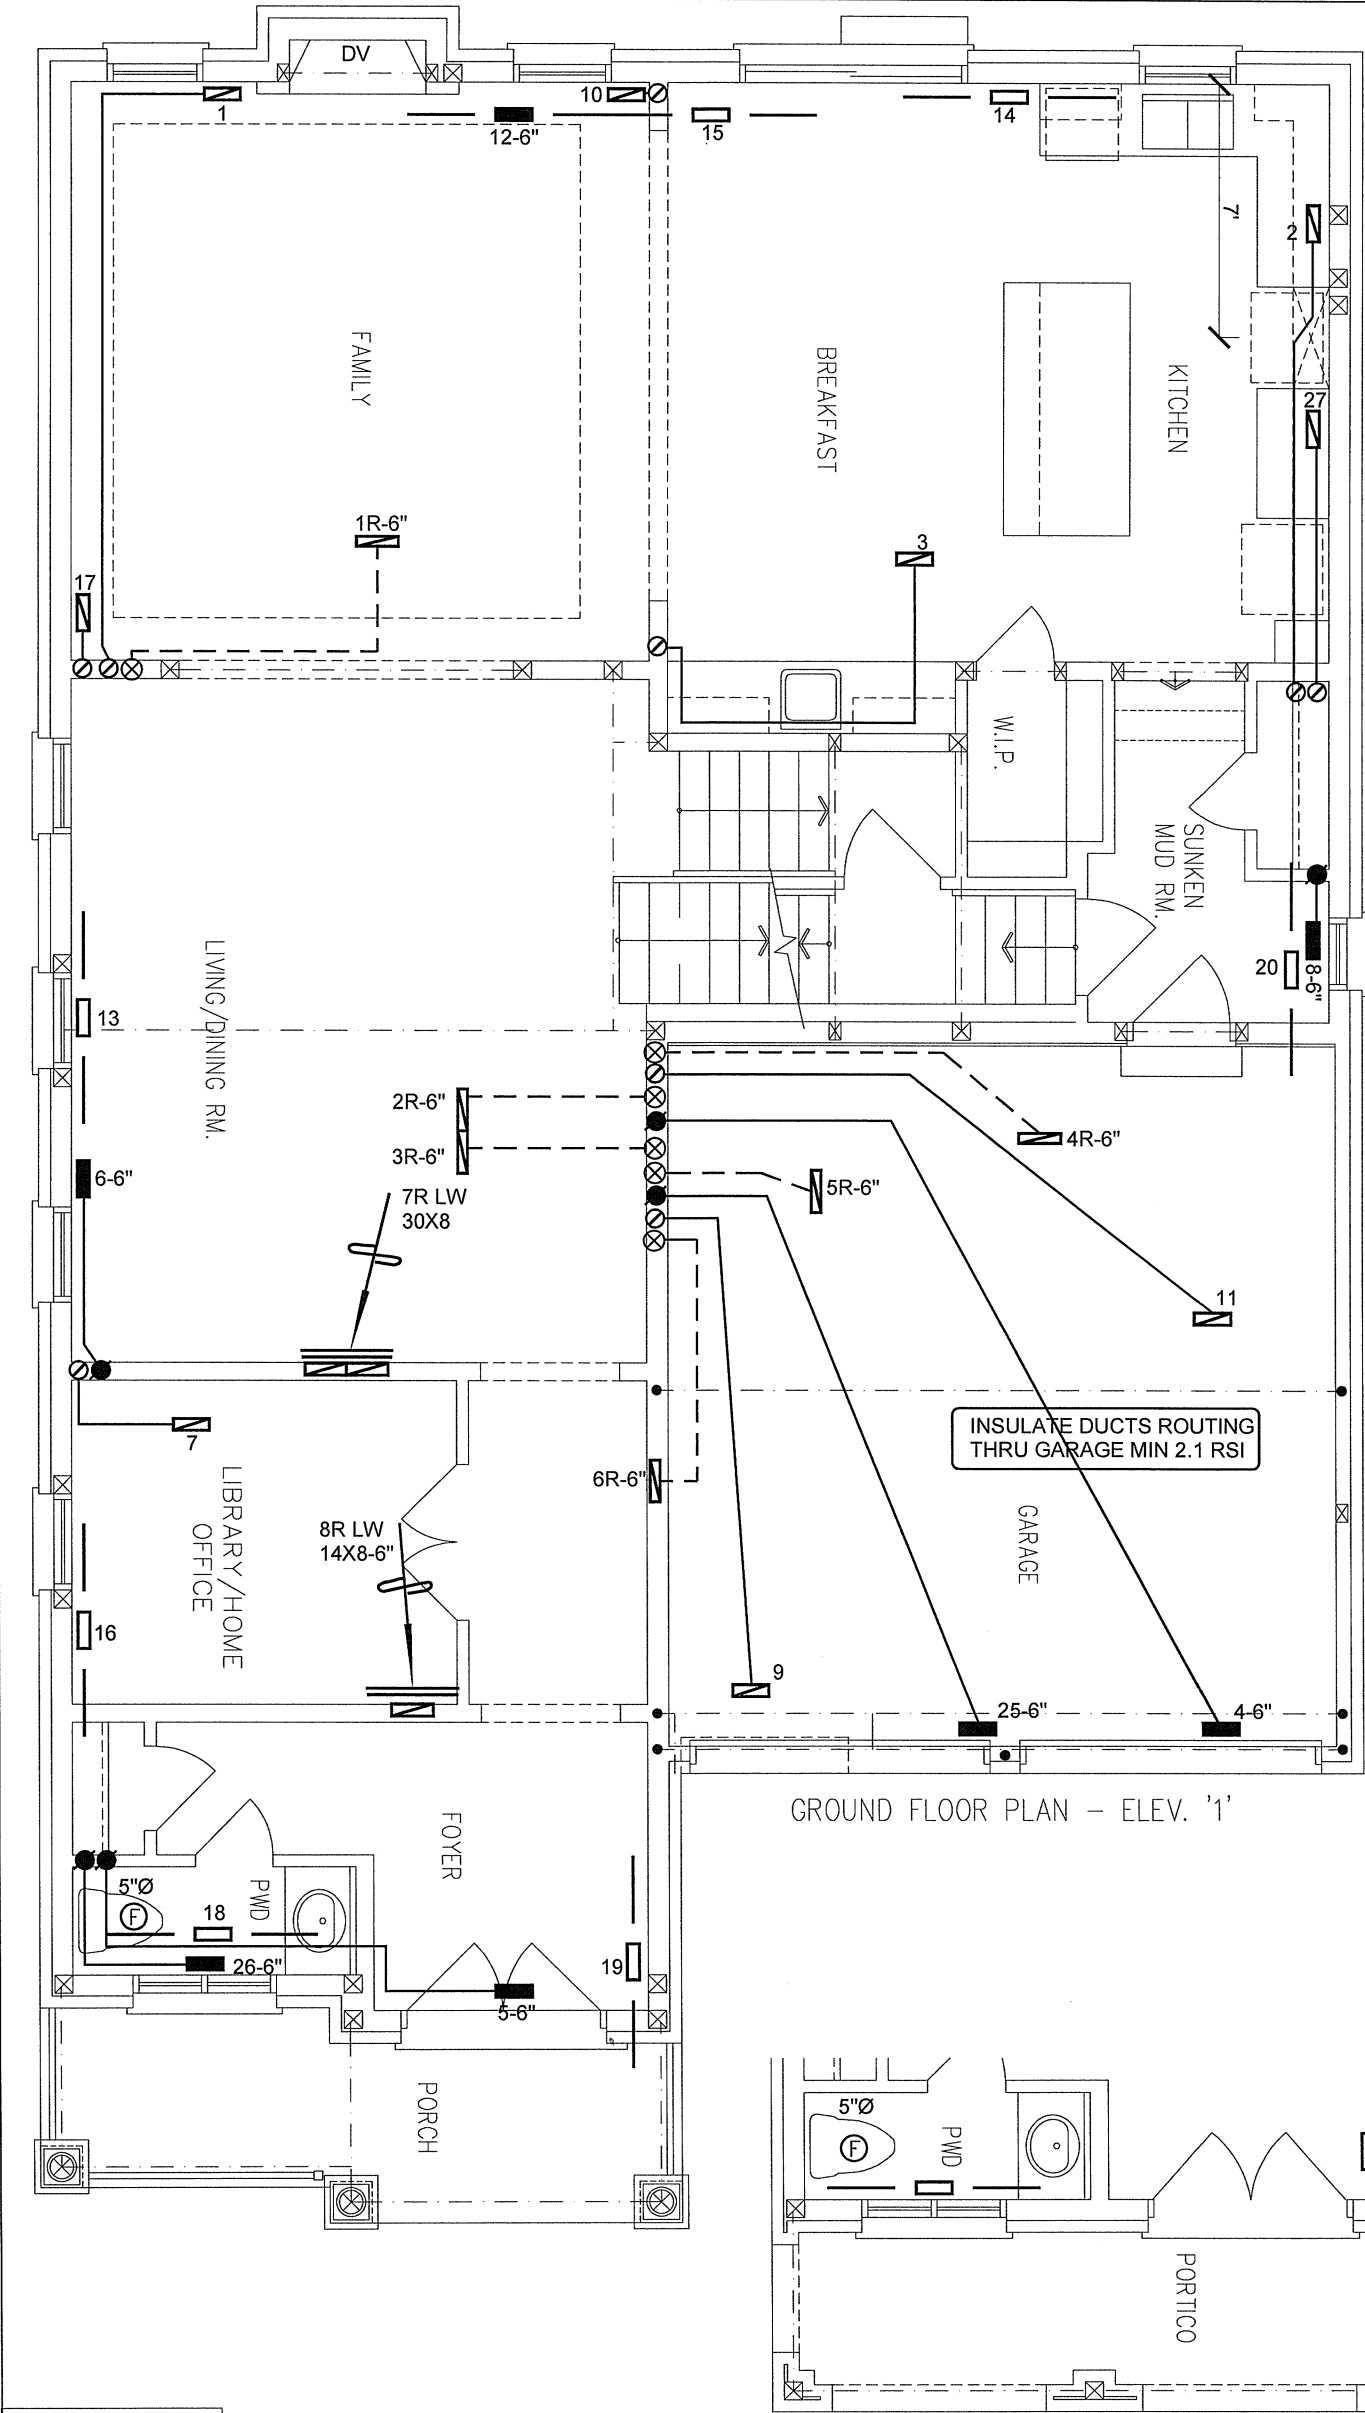 DV
1
10
12-6"
15
14
7'
2
FAMILY
BREAKFAST
KITCHEN
27
1R-6"
3
17
W.I.P.
SUNKEN
MUD RM.
LIVING/DINING RM.
20
8-6"
13
2R-6"
3R-6"
4R-6"
5R-6"
6-6"
7R LW
30X8
11
7
INSULATE DUCTS ROUTING
THRU GARAGE MIN 2.1 RSI
6R-6"
LIBRARY/HOME
OFFICE
8R LW
14X8-6"
GARAGE
16
9
25-6"
4-6"
GROUND FLOOR PLAN - ELEV. '1'
FOYER
5"Ø
F
PWD
18
26-6"
19
5-6"
PORCH
5"Ø
F
PWD
PORTICO